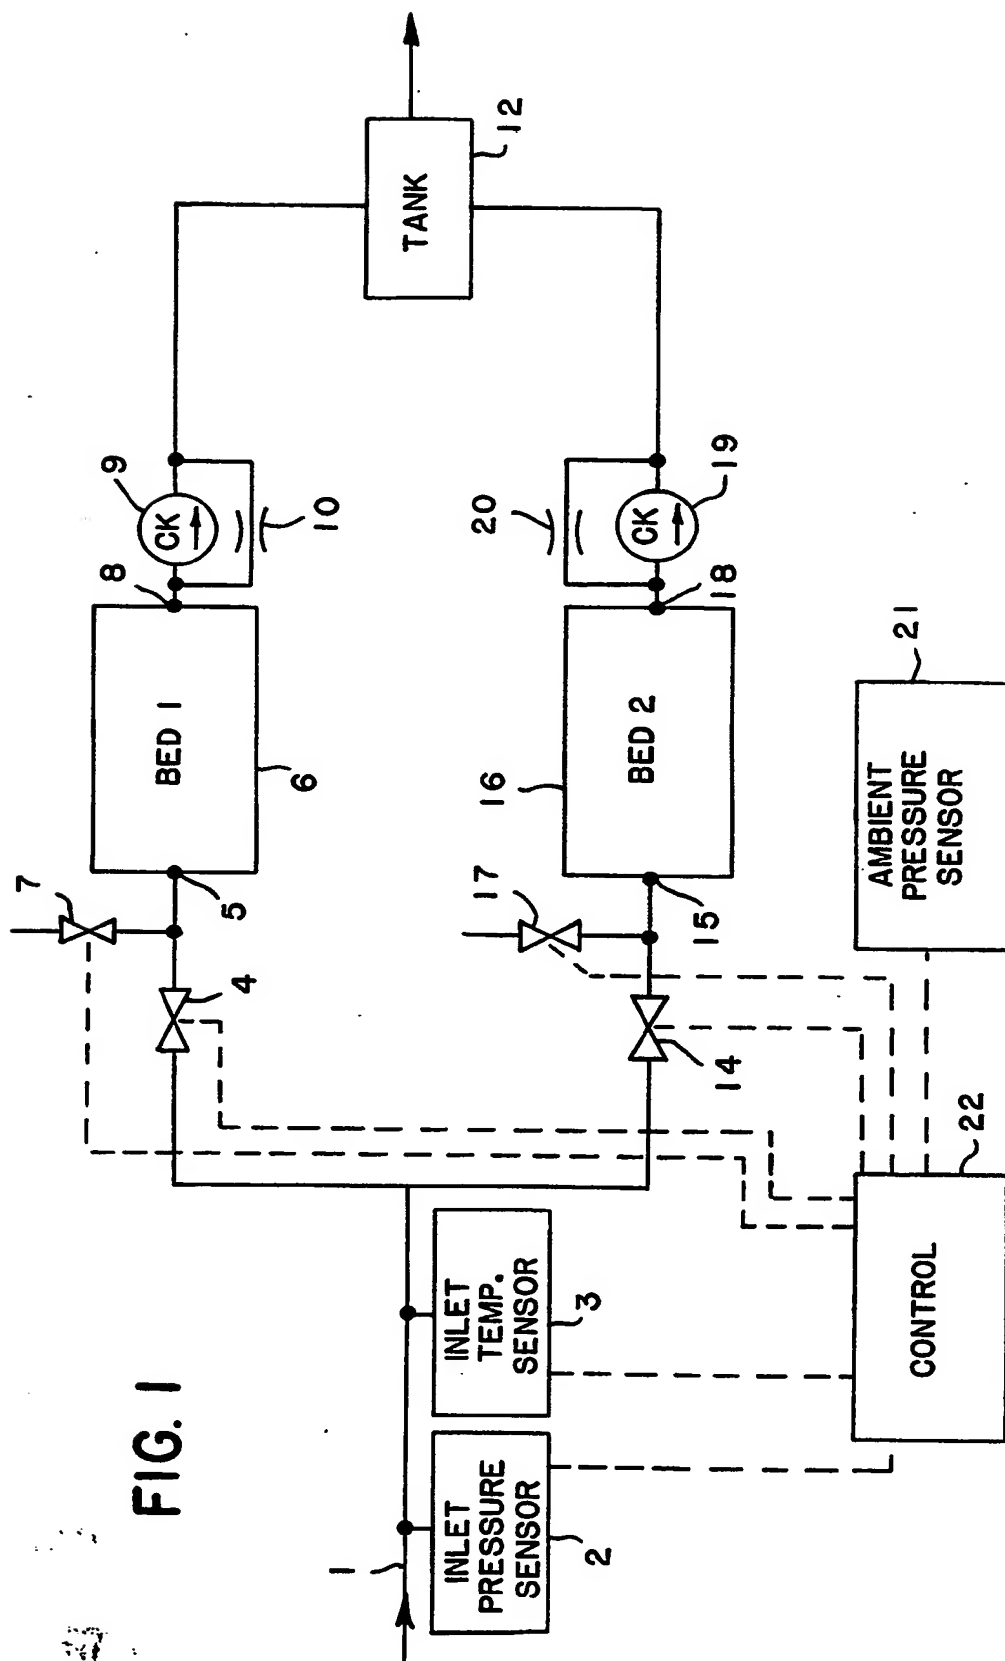 FIG. 1
1
INLET
PRESSURE
SENSOR
2
INLET
TEMP.
SENSOR
3
4
5
7
BED 1
6
8
CK
9
10
TANK
12
14
15
17
BED 2
16
18
CK
19
20
AMBIENT
PRESSURE
SENSOR
21
CONTROL
22